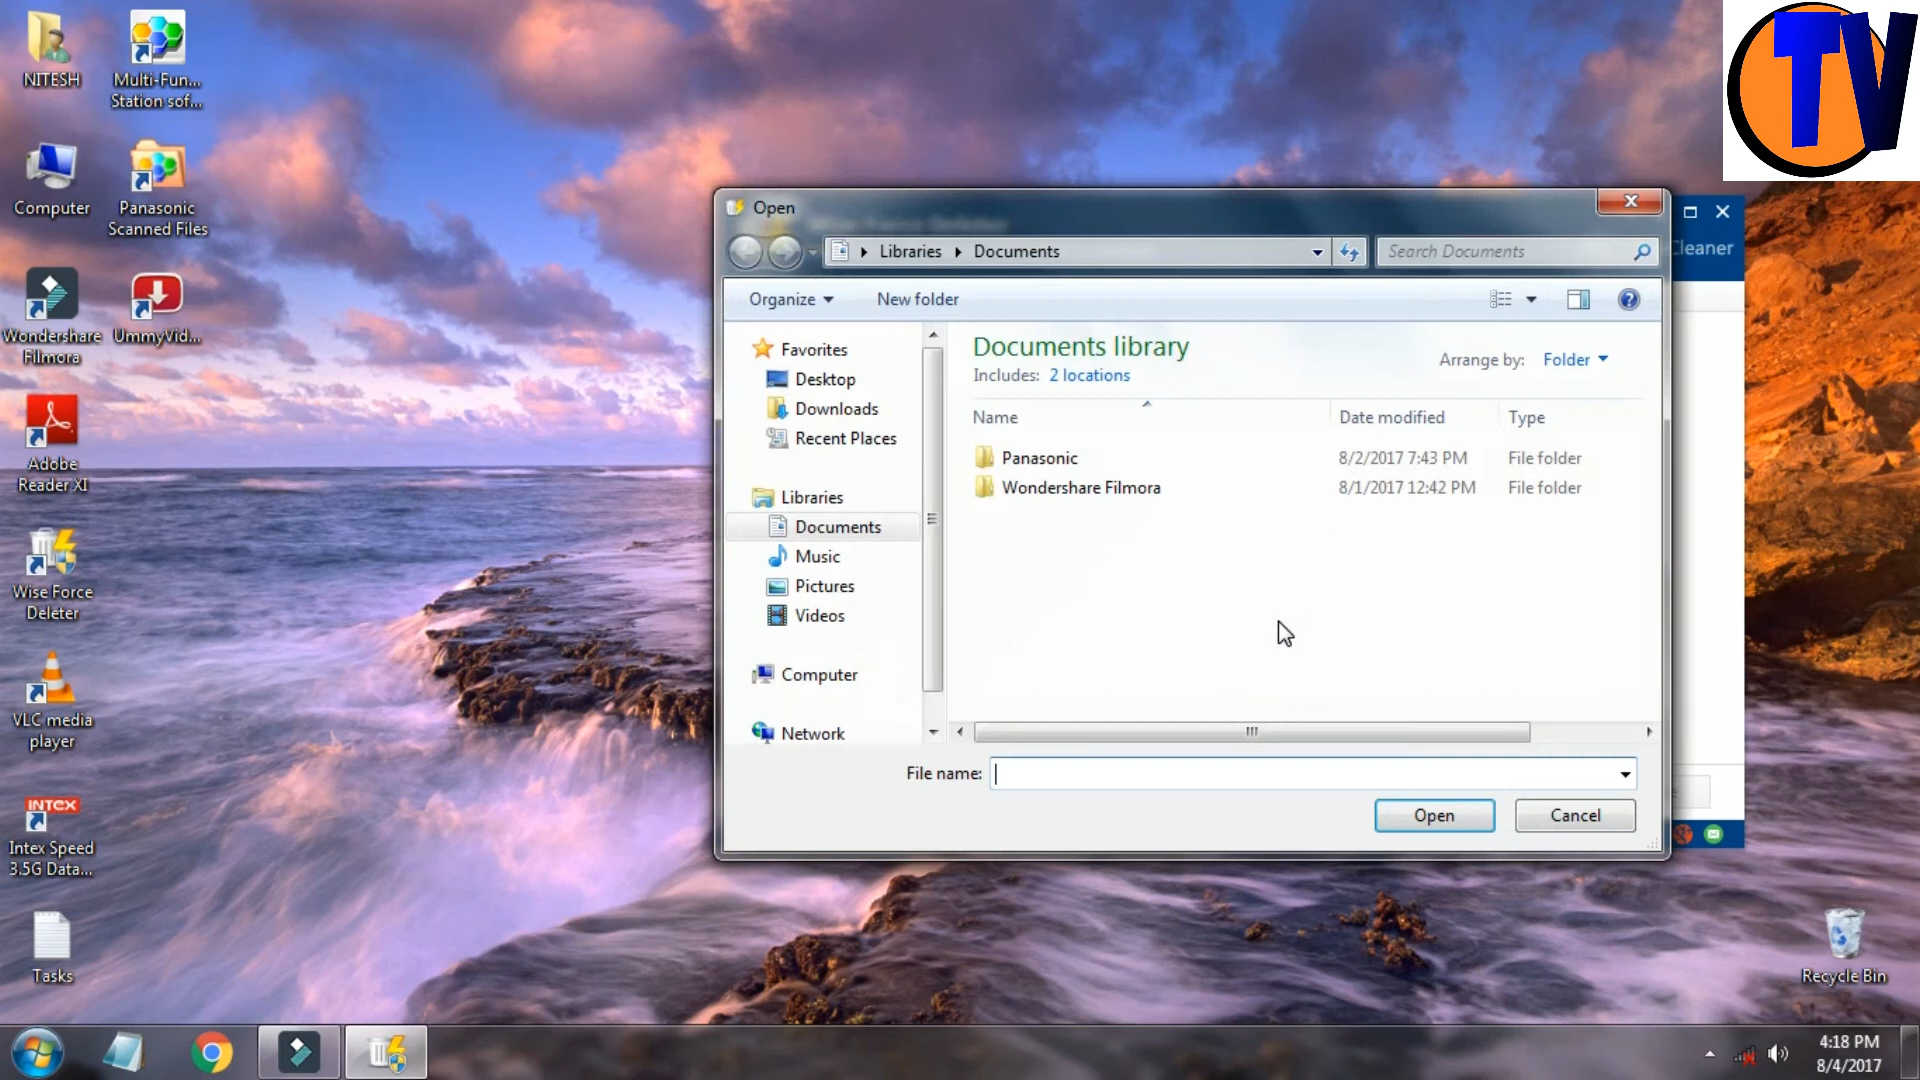 NITESH
Multi-Fun...
Station sof...
Computer
Panasonic
Scanned Files
Wondershare
Filmora
UmmyVid...
Adobe
Reader XI
Wise Force
Deleter
VLC media
player
INTEX
Intex Speed
3.5G Data...
Tasks
TV
Open
Libraries
Documents
Search Documents
Cleaner
Organize
New folder
Favorites
Desktop
Downloads
Recent Places
Libraries
Documents
Music
Pictures
Videos
Computer
Network
Documents library
Includes: 2 locations
Arrange by: Folder
Name
Date modified
Type
Panasonic
8/2/2017 7:43 PM
File folder
Wondershare Filmora
8/1/2017 12:42 PM
File folder
File name:
Open
Cancel
Recycle Bin
4:18 PM
8/4/2017